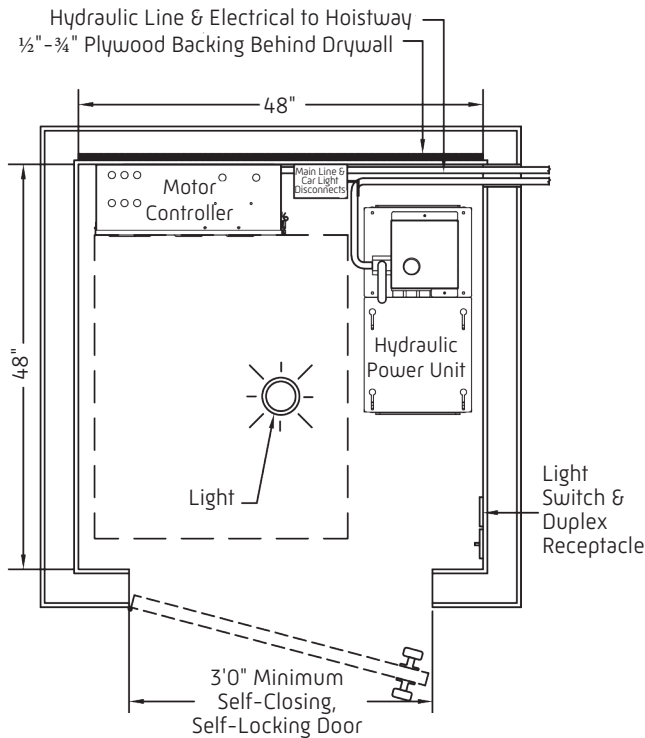 Hydraulic Line & Electrical to Hoistway
½"-¾" Plywood Backing Behind Drywall
48"
Motor
Controller
Main Line &
Car Light
Disconnects
48"
Hydraulic
Power Unit
Light
Light
Switch &
Duplex
Receptacle
3'0" Minimum
Self-Closing,
Self-Locking Door